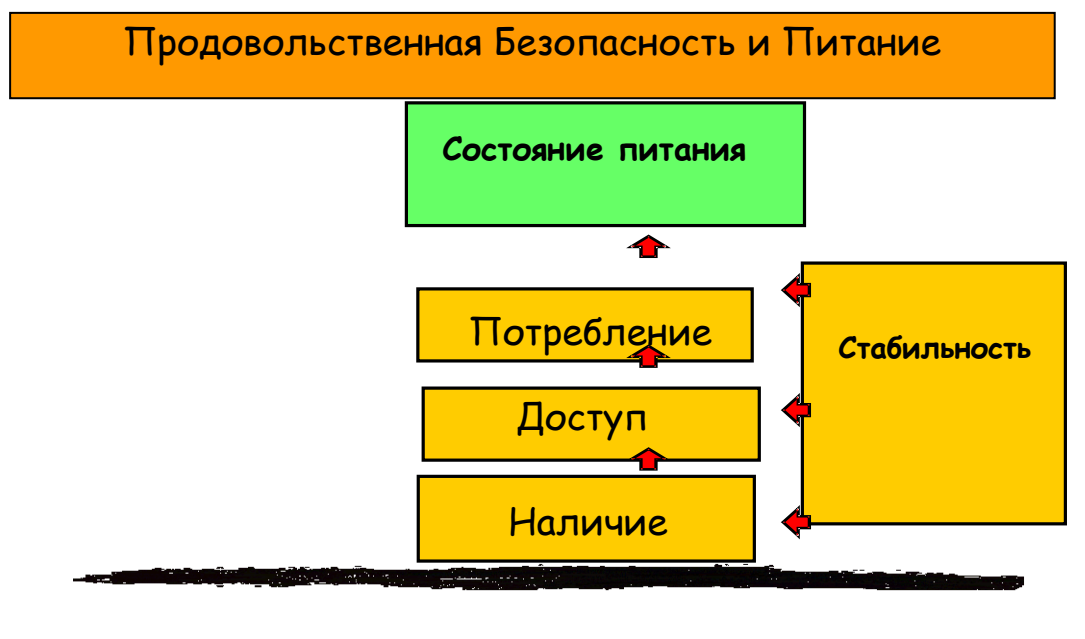 Продовольственная Безопасность и Питание
Состояние питания
Потребление
Стабильность
Доступ
Наличие